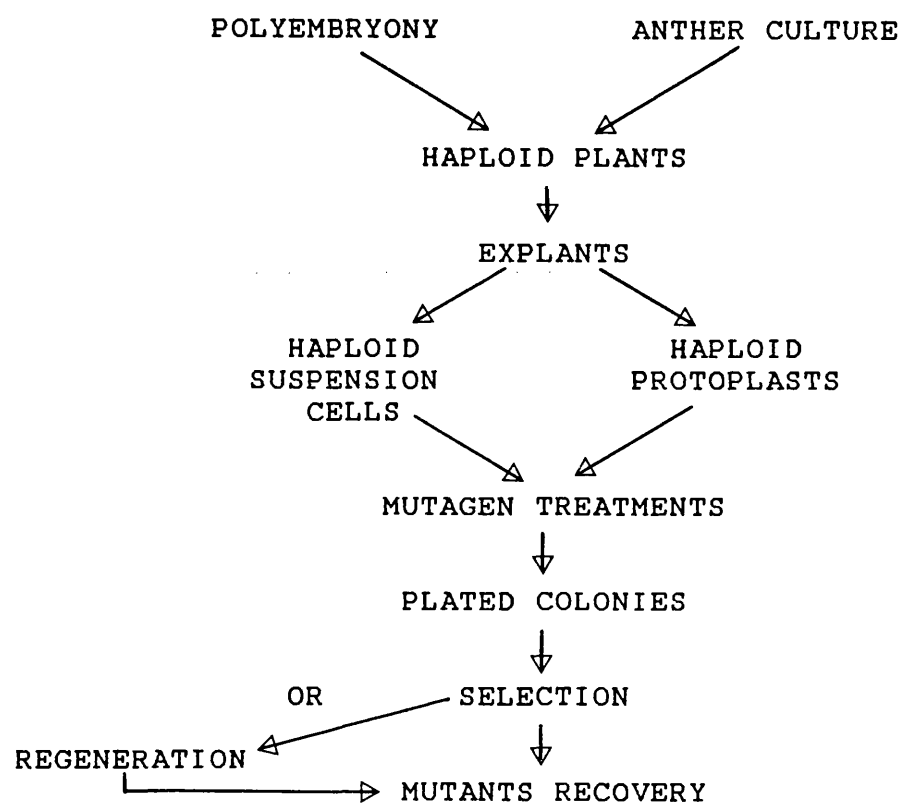 POLYEMBRYONY
ANTHER CULTURE
HAPLOID PLANTS
EXPLANTS
HAPLOID
SUSPENSION
CELLS
HAPLOID
PROTOPLASTS
MUTAGEN TREATMENTS
PLATED COLONIES
OR
SELECTION
REGENERATION
MUTANTS RECOVERY